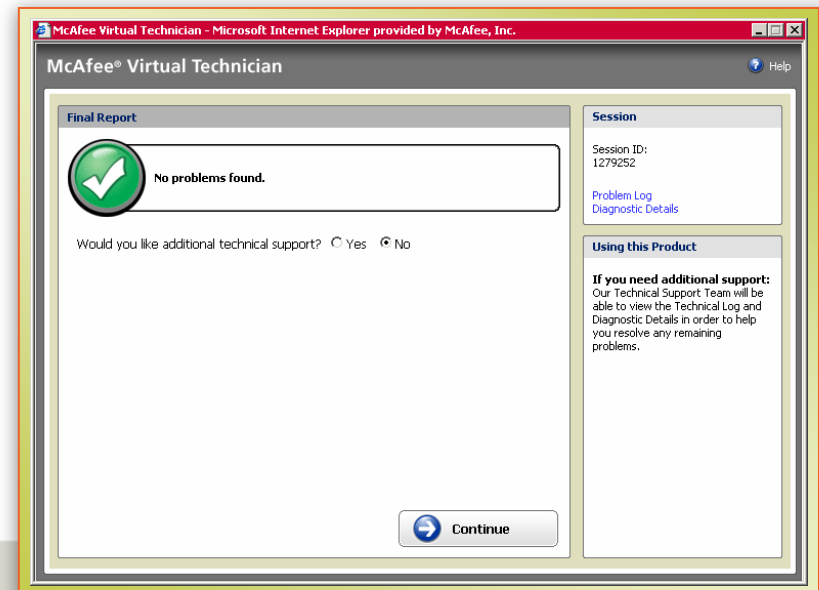 McAfee Virtual Technician - Microsoft Internet Explorer provided by McAfee, Inc.
McAfee® Virtual Technician
Help
Final Report
No problems found.
Would you like additional technical support? Yes No
Continue
Session
Session ID:
1279252
Problem Log
Diagnostic Details
Using this Product
If you need additional support:
Our Technical Support Team will be
able to view the Technical Log and
Diagnostic Details in order to help
you resolve any remaining
problems.